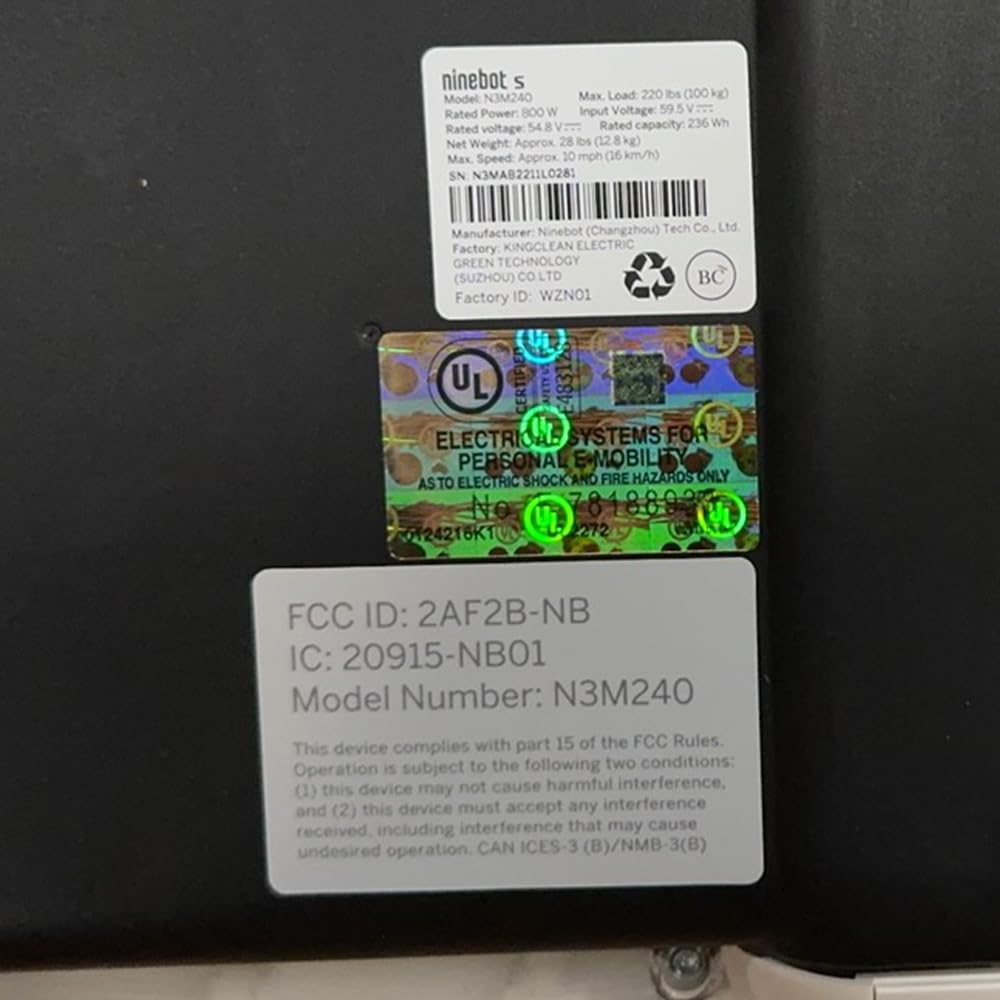 ninebot s
Model: N3M240 Max. Load: 220 lbs (100 kg)
Rated Power: 800 W Input Voltage: 59.5 V
Rated voltage: 54.8 V Rated capacity: 236 Wh
Net Weight: Approx. 28 lbs (12.8 kg)
Max. Speed: Approx. 10 mph (16 km/h)
SN: N3MAB2211L0281
Manufacturer: Ninebot (Changzhou) Tech Co., Ltd.
Factory: KINGCLEAN ELECTRIC
GREEN TECHNOLOGY
(SUZHOU) CO.LTD
Factory ID: WZN01
BC
UL
CERTIFIED
ELECTRICAL SYSTEMS FOR
PERSONAL E-MOBILITY
AS TO ELECTRIC SHOCK AND FIRE HAZARDS ONLY
No
FCC ID: 2AF2B-NB
IC: 20915-NB01
Model Number: N3M240
This device complies with part 15 of the FCC Rules.
Operation is subject to the following two conditions:
(1) this device may not cause harmful interference,
and (2) this device must accept any interference
received, including interference that may cause
undesired operation. CAN ICES-3 (B)/NMB-3(B)